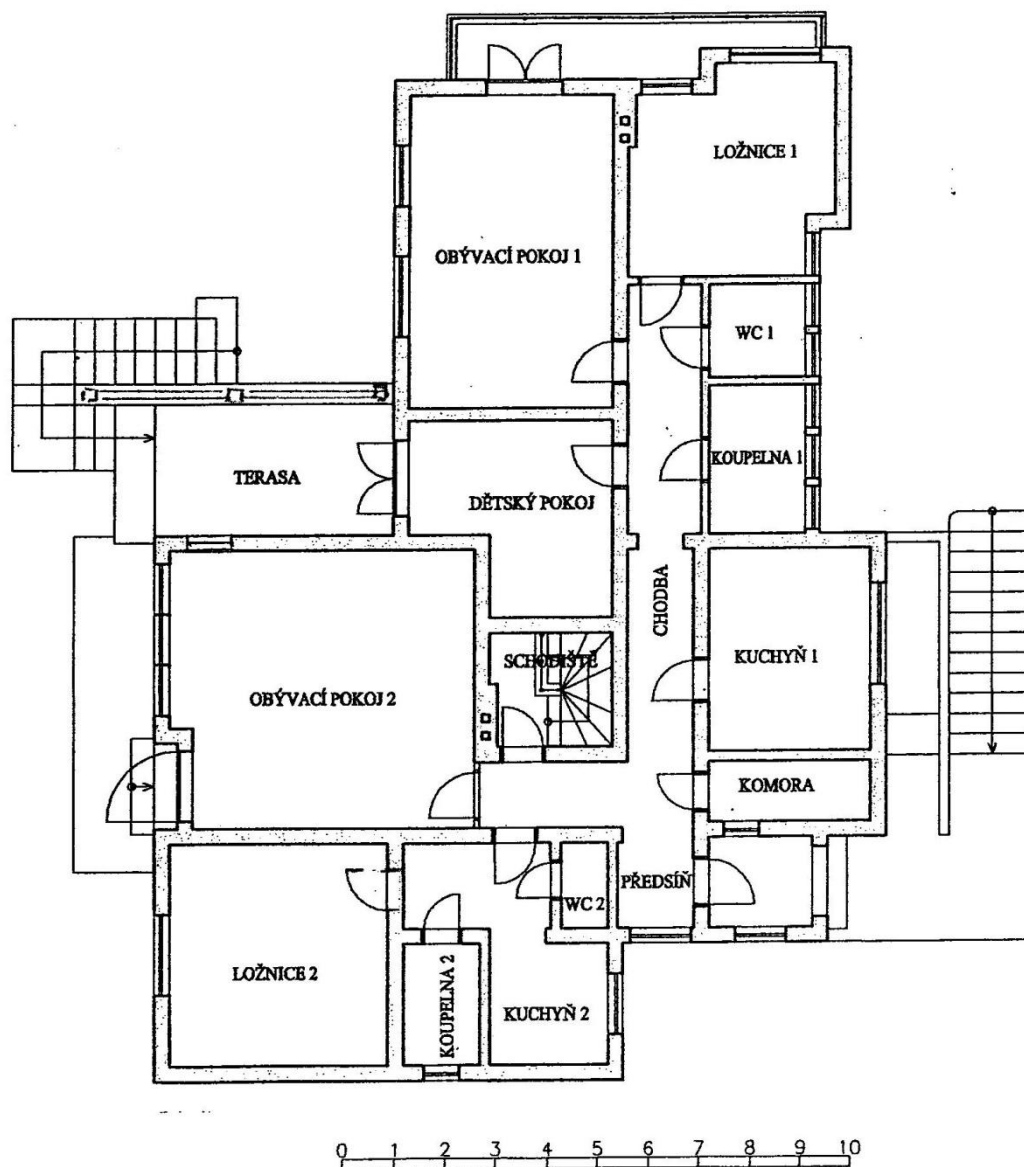 LOŽNICE 1
OBÝVACÍ POKOJ 1
WC 1
KOUPELNA 1
TERASA
DĚTSKÝ POKOJ
CHODBA
SCHODIŠTĚ
KUCHYŇ 1
OBÝVACÍ POKOJ 2
KOMORA
PŘEDSÍŇ
WC 2
LOŽNICE 2
KOUPELNA 2
KUCHYŇ 2
0 1 2 3 4 5 6 7 8 9 10